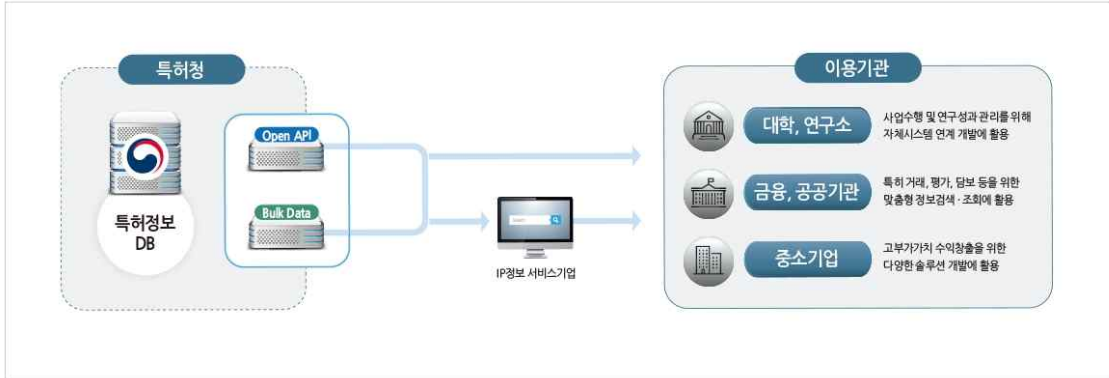 특허청
특허정보
DB
Open API
Bulk Data
IP정보 서비스기업
이용기관
대학, 연구소
사업수행 및 연구성과 관리를 위해
자체시스템 연계 개발에 활용
금융, 공공기관
특허 거래, 평가, 담보 등을 위한
맞춤형 정보검색 · 조회에 활용
중소기업
고부가가치 수익창출을 위한
다양한 솔루션 개발에 활용